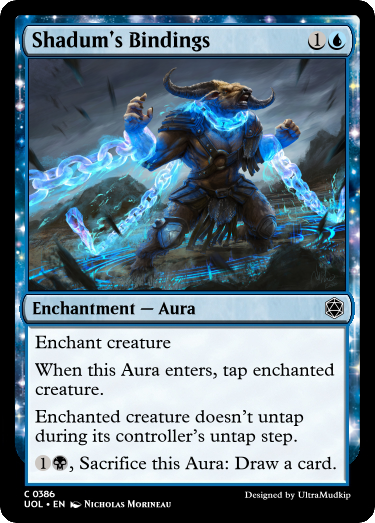 Shadum's Bindings 1
Enchantment — Aura
Enchant creature
When this Aura enters, tap enchanted
creature.
Enchanted creature doesn't untap
during its controller's untap step.
1, Sacrifice this Aura: Draw a card.
C 0386
UOL • EN Nicholas Morineau
Designed by UltraMudkip